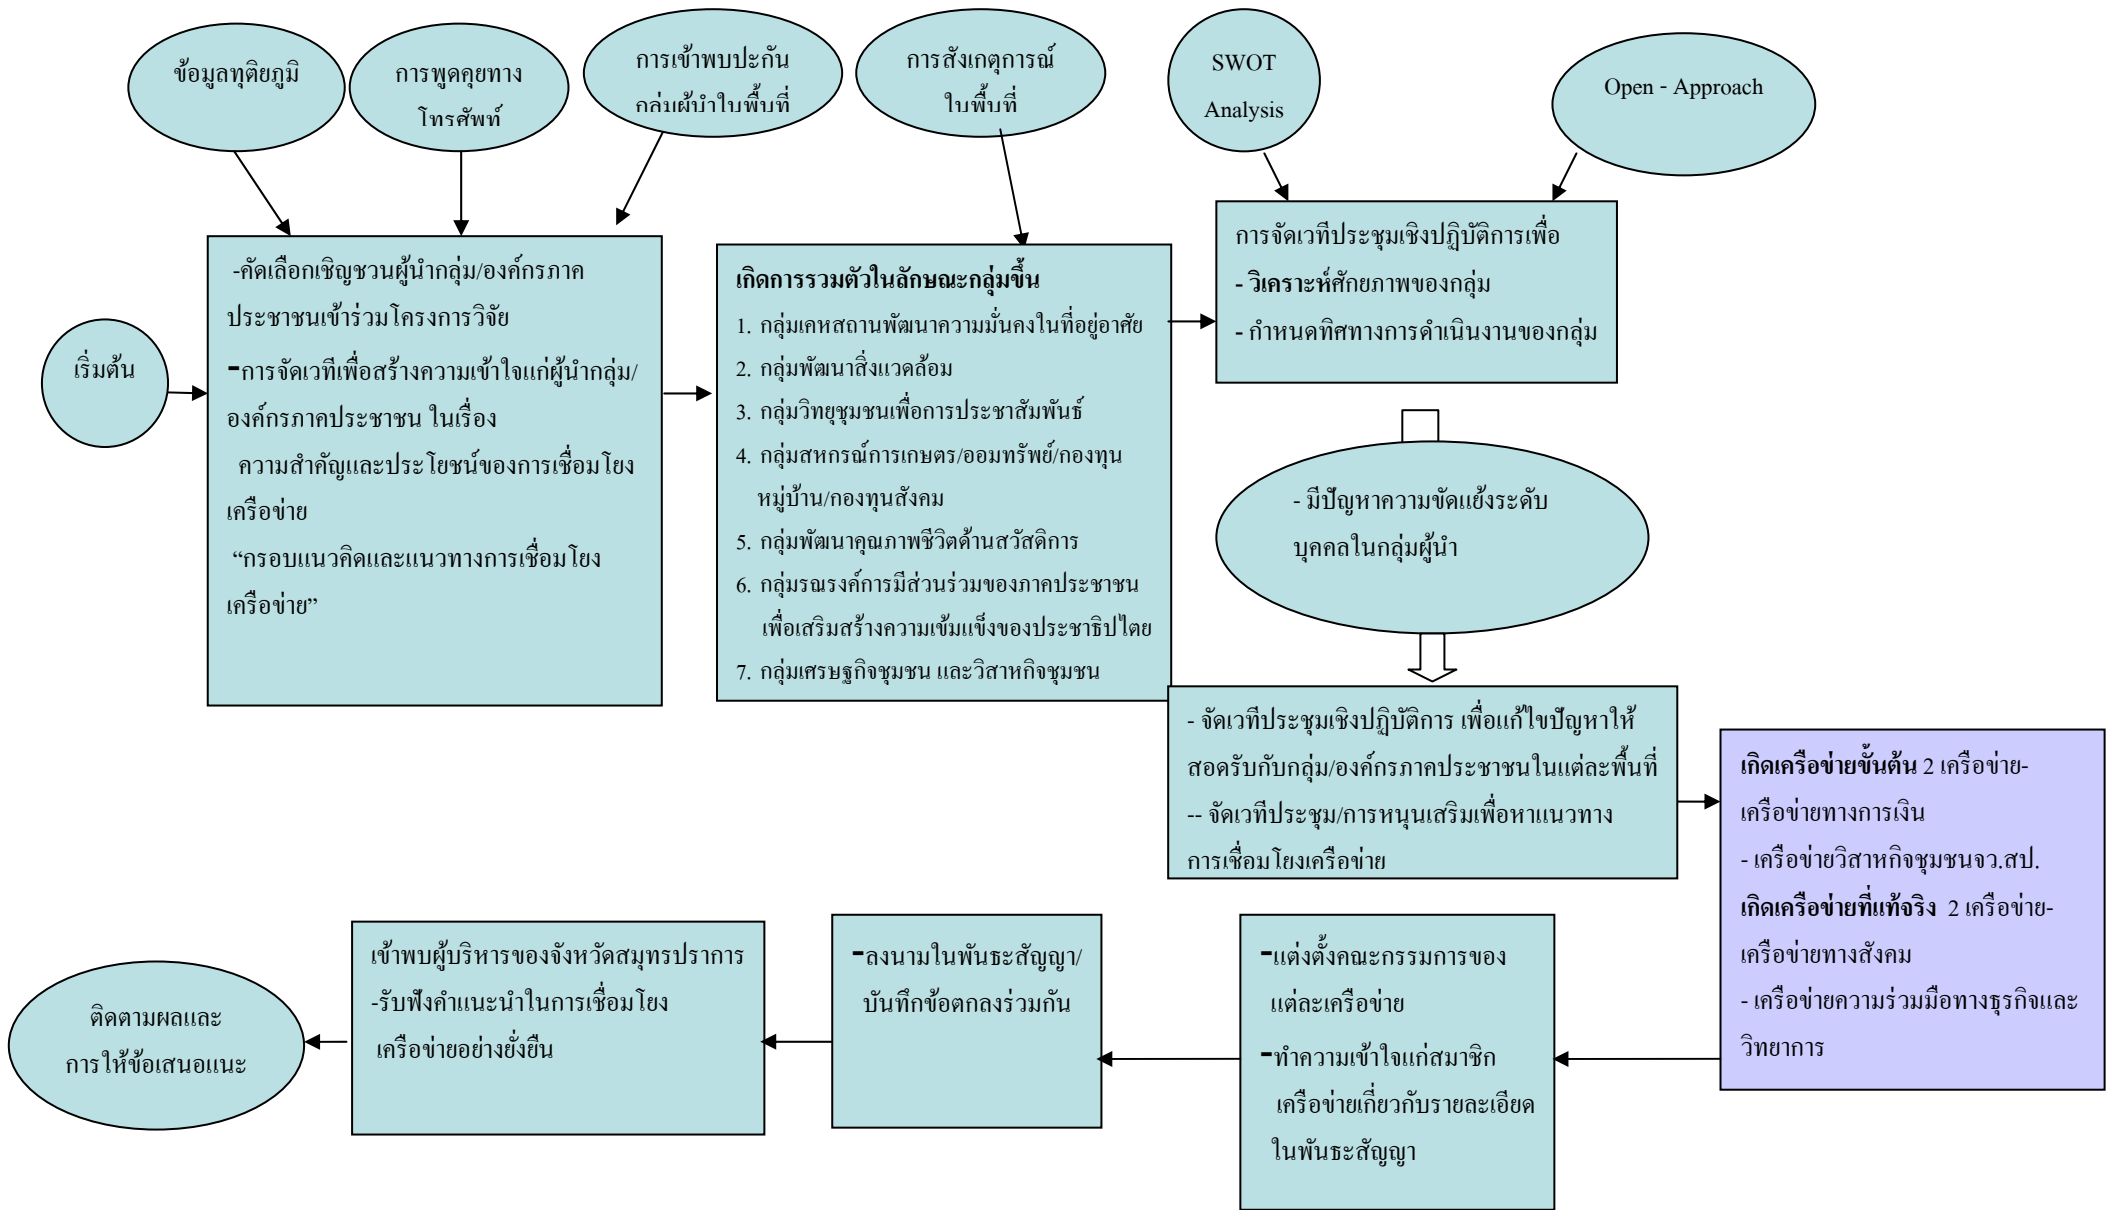 ข้อมูลทุติยภูมิ
การพูดคุยทาง
โทรศัพท์
การเข้าพบปะกับ
กลุ่มผู้นำในพื้นที่
การสังเกตุการณ์
ในพื้นที่
SWOT
Analysis
Open - Approach
เริ่มต้น
-คัดเลือกเชิญชวนผู้นำกลุ่ม/องค์กรภาค
ประชาชนเข้าร่วมโครงการวิจัย
-การจัดเวทีเพื่อสร้างความเข้าใจแก่ผู้นำกลุ่ม/
องค์กรภาคประชาชน ในเรื่อง
ความสำคัญและประโยชน์ของการเชื่อมโยง
เครือข่าย
“กรอบแนวคิดและแนวทางการเชื่อมโยง
เครือข่าย”
เกิดการรวมตัวในลักษณะกลุ่มขึ้น
1. กลุ่มเคหสถานพัฒนาความมั่นคงในที่อยู่อาศัย
2. กลุ่มพัฒนาสิ่งแวดล้อม
3. กลุ่มวิทยุชุมชนเพื่อการประชาสัมพันธ์
4. กลุ่มสหกรณ์การเกษตร/ออมทรัพย์/กองทุน
หมู่บ้าน/กองทุนสังคม
5. กลุ่มพัฒนาคุณภาพชีวิตด้านสวัสดิการ
6. กลุ่มรณรงค์การมีส่วนร่วมของภาคประชาชน
เพื่อเสริมสร้างความเข้มแข็งของประชาธิปไตย
7. กลุ่มเศรษฐกิจชุมชน และวิสาหกิจชุมชน
การจัดเวทีประชุมเชิงปฏิบัติการเพื่อ
- วิเคราะห์ศักยภาพของกลุ่ม
- กำหนดทิศทางการดำเนินงานของกลุ่ม
- มีปัญหาความขัดแย้งระดับ
บุคคลในกลุ่มผู้นำ
- จัดเวทีประชุมเชิงปฏิบัติการ เพื่อแก้ไขปัญหาให้
สอดรับกับกลุ่ม/องค์กรภาคประชาชนในแต่ละพื้นที่
-- จัดเวทีประชุม/การหนุนเสริมเพื่อหาแนวทาง
การเชื่อมโยงเครือข่าย
เกิดเครือข่ายขั้นต้น 2 เครือข่าย-
เครือข่ายทางการเงิน
- เครือข่ายวิสาหกิจชุมชนจว.สป.
เกิดเครือข่ายที่แท้จริง 2 เครือข่าย-
เครือข่ายทางสังคม
- เครือข่ายความร่วมมือทางธุรกิจและ
วิทยาการ
-แต่งตั้งคณะกรรมการของ
แต่ละเครือข่าย
-ทำความเข้าใจแก่สมาชิก
เครือข่ายเกี่ยวกับรายละเอียด
ในพันธะสัญญา
-ลงนามในพันธะสัญญา/
บันทึกข้อตกลงร่วมกัน
เข้าพบผู้บริหารของจังหวัดสมุทรปราการ
-รับฟังคำแนะนำในการเชื่อมโยง
เครือข่ายอย่างยั่งยืน
ติดตามผลและ
การให้ข้อเสนอแนะ